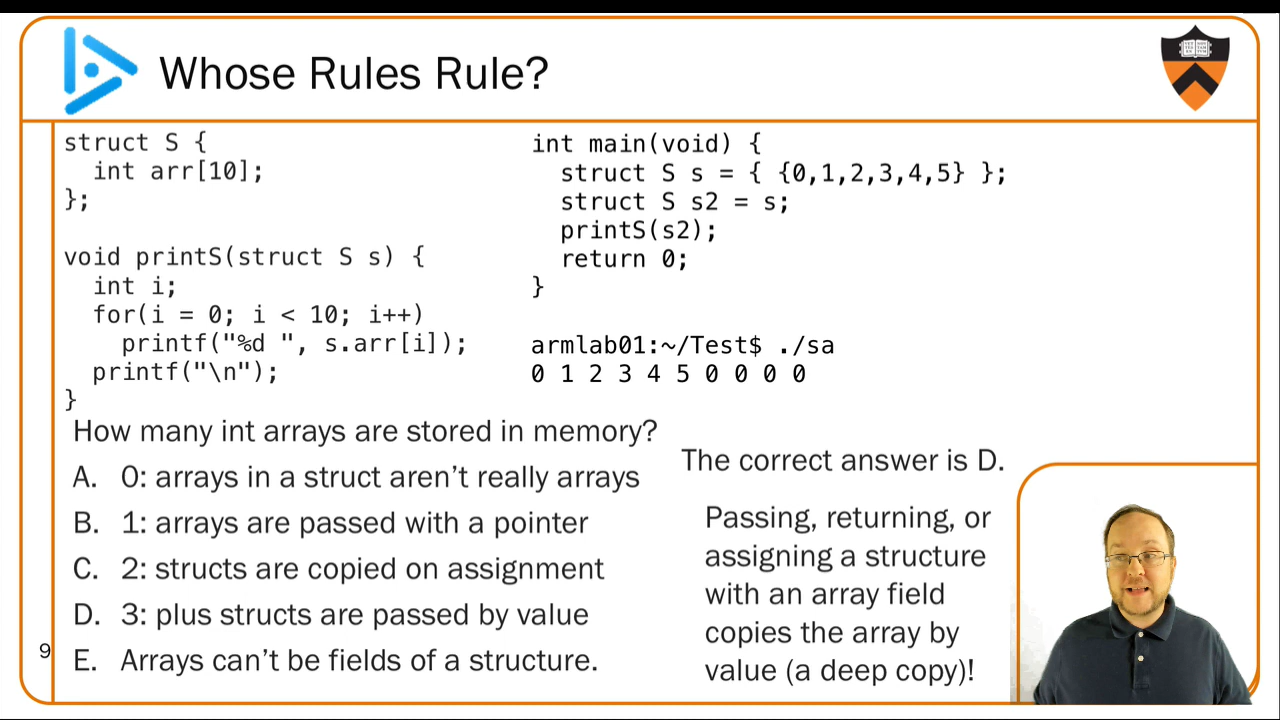 Whose Rules Rule?
struct S {
  int arr[10];
};
void printS(struct S s) {
  int i;
  for(i = 0; i < 10; i++)
    printf("%d ", s.arr[i]);
  printf("\n");
}
int main(void) {
  struct S s = { {0,1,2,3,4,5} };
  struct S s2 = s;
  printS(s2);
  return 0;
}
armlab01:~/Test$ ./sa
0 1 2 3 4 5 0 0 0 0
How many int arrays are stored in memory?
A. 0: arrays in a struct aren’t really arrays
B. 1: arrays are passed with a pointer
C. 2: structs are copied on assignment
D. 3: plus structs are passed by value
E. Arrays can’t be fields of a structure.
The correct answer is D.
Passing, returning, or
assigning a structure
with an array field
copies the array by
value (a deep copy)!
9